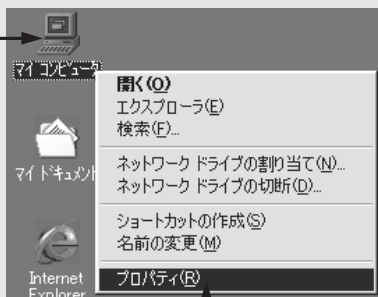 マイ コンピュータ
開く(O)
エクスプローラ(E)
検索(F)...
マイ ドキュメント
ネットワーク ドライブの割り当て(N)...
ネットワーク ドライブの切断(D)...
ショートカットの作成(S)
名前の変更(M)
Internet
Explorer
プロパティ(R)